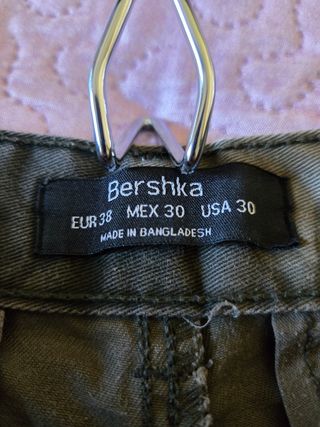 Bershka
EUR 38 MEX 30 USA 30
MADE IN BANGLADESH